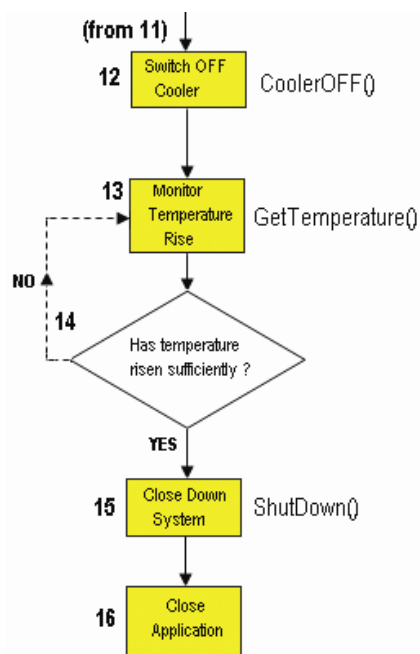 (from 11)
12
Switch OFF
Cooler
CoolerOFF()
13
Monitor
Temperature
Rise
GetTemperature()
NO
14
Has temperature
risen sufficiently ?
YES
15
Close Down
System
ShutDown()
16
Close
Application